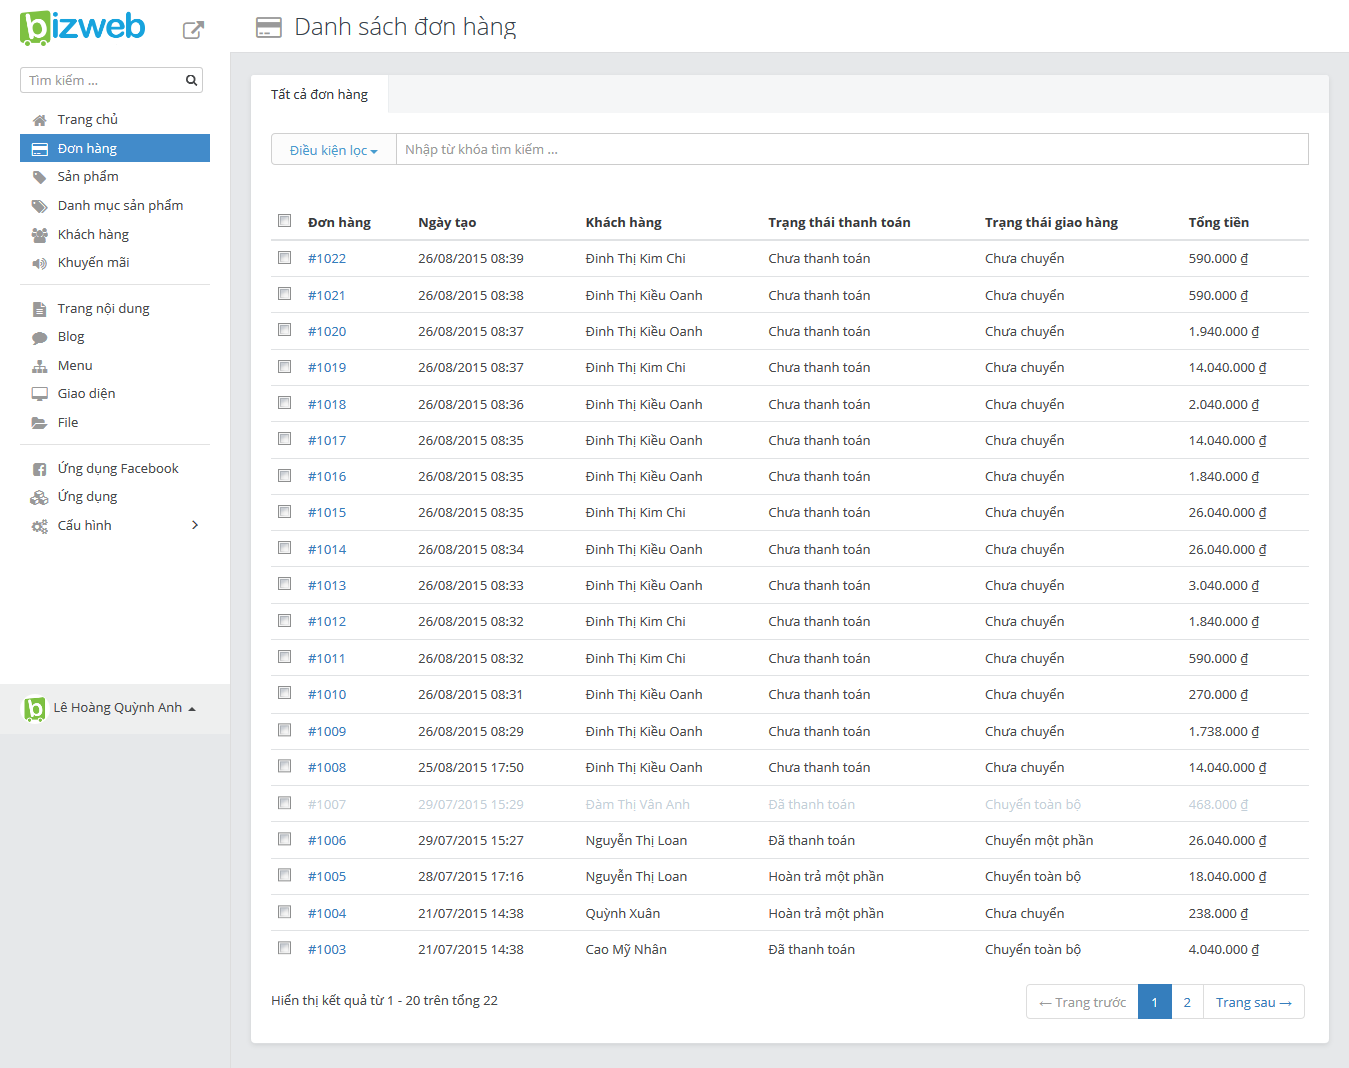 bizweb
Danh sách đơn hàng
Tìm kiếm ...
Trang chủ
Đơn hàng
Sản phẩm
Danh mục sản phẩm
Khách hàng
Khuyến mãi
Trang nội dung
Blog
Menu
Giao diện
File
Ứng dụng Facebook
Ứng dụng
Cấu hình
Lê Hoàng Quỳnh Anh
Tất cả đơn hàng
Điều kiện lọc Nhập từ khóa tìm kiếm ...
Đơn hàng Ngày tạo Khách hàng Trạng thái thanh toán Trạng thái giao hàng Tổng tiền
#1022 26/08/2015 08:39 Đinh Thị Kim Chi Chưa thanh toán Chưa chuyển 590.000 ₫
#1021 26/08/2015 08:38 Đinh Thị Kiều Oanh Chưa thanh toán Chưa chuyển 590.000 ₫
#1020 26/08/2015 08:37 Đinh Thị Kiều Oanh Chưa thanh toán Chưa chuyển 1.940.000 ₫
#1019 26/08/2015 08:37 Đinh Thị Kim Chi Chưa thanh toán Chưa chuyển 14.040.000 ₫
#1018 26/08/2015 08:36 Đinh Thị Kiều Oanh Chưa thanh toán Chưa chuyển 2.040.000 ₫
#1017 26/08/2015 08:35 Đinh Thị Kiều Oanh Chưa thanh toán Chưa chuyển 14.040.000 ₫
#1016 26/08/2015 08:35 Đinh Thị Kiều Oanh Chưa thanh toán Chưa chuyển 1.840.000 ₫
#1015 26/08/2015 08:35 Đinh Thị Kim Chi Chưa thanh toán Chưa chuyển 26.040.000 ₫
#1014 26/08/2015 08:34 Đinh Thị Kiều Oanh Chưa thanh toán Chưa chuyển 26.040.000 ₫
#1013 26/08/2015 08:33 Đinh Thị Kiều Oanh Chưa thanh toán Chưa chuyển 3.040.000 ₫
#1012 26/08/2015 08:32 Đinh Thị Kim Chi Chưa thanh toán Chưa chuyển 1.840.000 ₫
#1011 26/08/2015 08:32 Đinh Thị Kim Chi Chưa thanh toán Chưa chuyển 590.000 ₫
#1010 26/08/2015 08:31 Đinh Thị Kiều Oanh Chưa thanh toán Chưa chuyển 270.000 ₫
#1009 26/08/2015 08:29 Đinh Thị Kiều Oanh Chưa thanh toán Chưa chuyển 1.738.000 ₫
#1008 25/08/2015 17:50 Đinh Thị Kiều Oanh Chưa thanh toán Chưa chuyển 14.040.000 ₫
#1007 29/07/2015 15:29 Đàm Thị Vân Anh Đã thanh toán Chuyển toàn bộ 468.000 ₫
#1006 29/07/2015 15:27 Nguyễn Thị Loan Đã thanh toán Chuyển một phần 26.040.000 ₫
#1005 28/07/2015 17:16 Nguyễn Thị Loan Hoàn trả một phần Chuyển toàn bộ 18.040.000 ₫
#1004 21/07/2015 14:38 Quỳnh Xuân Hoàn trả một phần Chưa chuyển 238.000 ₫
#1003 21/07/2015 14:38 Cao Mỹ Nhân Đã thanh toán Chuyển toàn bộ 4.040.000 ₫
Hiển thị kết quả từ 1 - 20 trên tổng 22
← Trang trước 1 2 Trang sau →